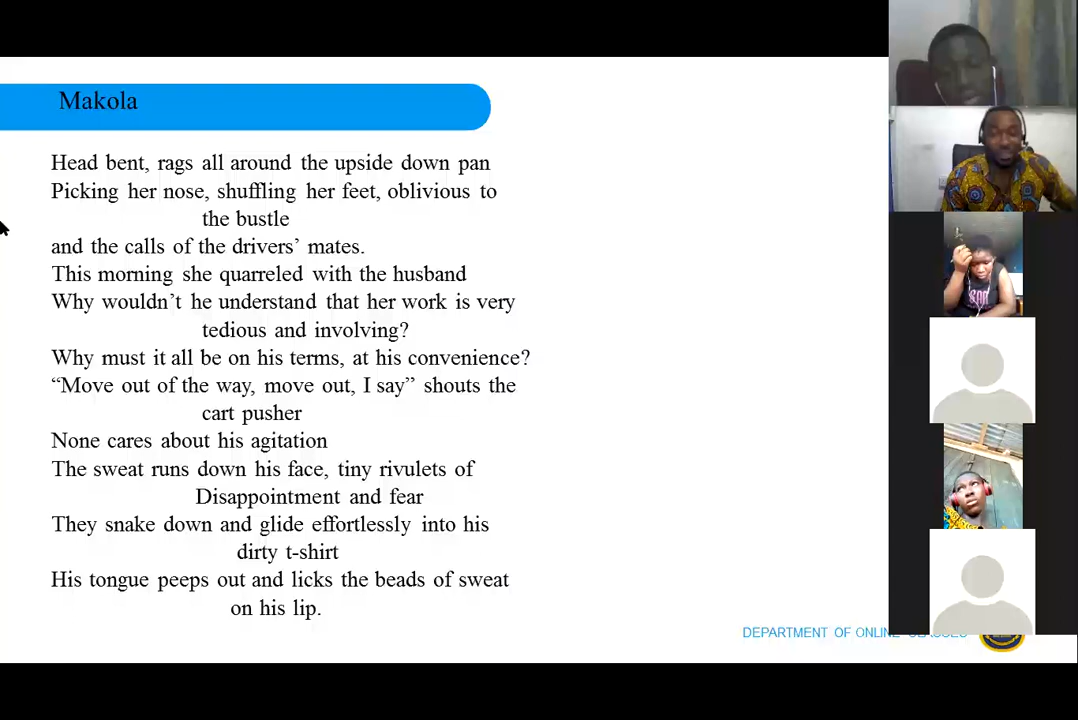 Makola
Head bent, rags all around the upside down pan
Picking her nose, shuffling her feet, oblivious to
the bustle
and the calls of the drivers’ mates.
This morning she quarreled with the husband
Why wouldn’t he understand that her work is very
tedious and involving?
Why must it all be on his terms, at his convenience?
“Move out of the way, move out, I say” shouts the
cart pusher
None cares about his agitation
The sweat runs down his face, tiny rivulets of
Disappointment and fear
They snake down and glide effortlessly into his
dirty t-shirt
His tongue peeps out and licks the beads of sweat
on his lip.
DEPARTMENT OF ONLINE CLASSES